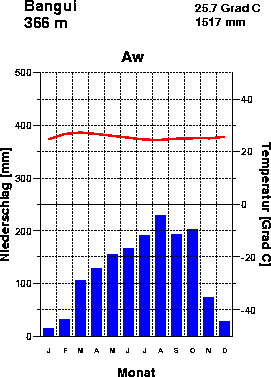 Bangui
366 m
25.7 Grad C
1517 mm
Aw
500
400
300
200
100
0
Niederschlag [mm]
40
20
0
-20
-40
Temperatur [Grad C]
J F M A M J J A S O N D
Monat